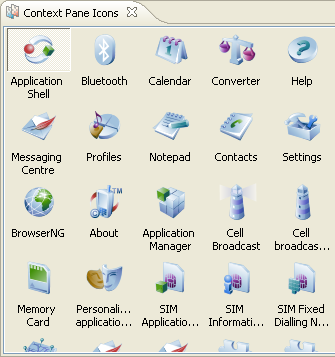 Context Pane Icons
Application Bluetooth Calendar Converter Help
Shell
Messaging Profiles Notepad Contacts Settings
Centre
BrowserNG About Application Cell Cell
Manager Broadcast broadcas...
TM
Memory Personali... SIM SIM SIM Fixed
Card applicatio... Applicatio... Informati... Dialling N...